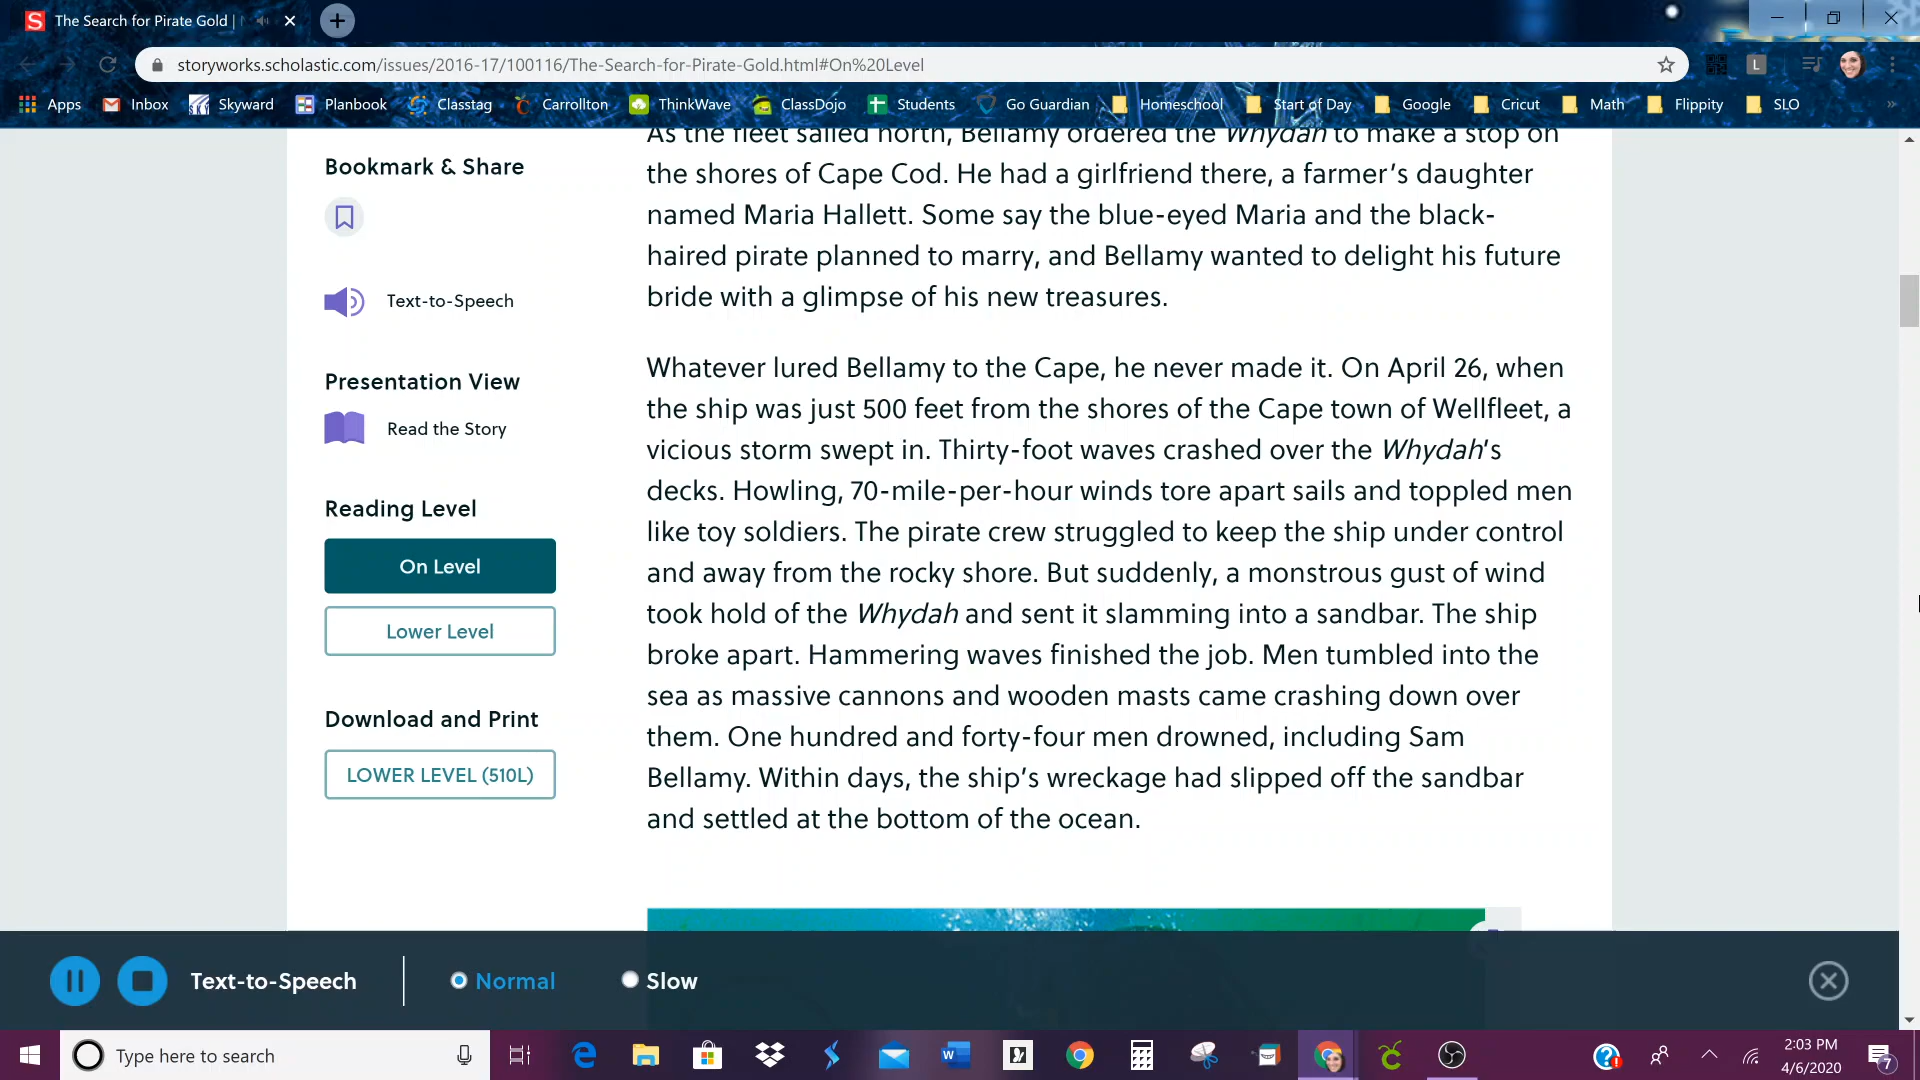 The Search for Pirate Gold |
storyworks.scholastic.com/issues/2016-17/100116/The-Search-for-Pirate-Gold.html#On%20Level
L
Apps Inbox Skyward Planbook Classtag Carrollton ThinkWave ClassDojo Students Go Guardian Homeschool Start of Day Google Cricut Math Flippity SLO »
As the fleet sailed north, Bellamy ordered the Whydah to make a stop on
the shores of Cape Cod. He had a girlfriend there, a farmer's daughter
named Maria Hallett. Some say the blue-eyed Maria and the black-
haired pirate planned to marry, and Bellamy wanted to delight his future
bride with a glimpse of his new treasures.
Whatever lured Bellamy to the Cape, he never made it. On April 26, when
the ship was just 500 feet from the shores of the Cape town of Wellfleet, a
vicious storm swept in. Thirty-foot waves crashed over the Whydah's
decks. Howling, 70-mile-per-hour winds tore apart sails and toppled men
like toy soldiers. The pirate crew struggled to keep the ship under control
and away from the rocky shore. But suddenly, a monstrous gust of wind
took hold of the Whydah and sent it slamming into a sandbar. The ship
broke apart. Hammering waves finished the job. Men tumbled into the
sea as massive cannons and wooden masts came crashing down over
them. One hundred and forty-four men drowned, including Sam
Bellamy. Within days, the ship's wreckage had slipped off the sandbar
and settled at the bottom of the ocean.
Bookmark & Share
Text-to-Speech
Presentation View
Read the Story
Reading Level
On Level
Lower Level
Download and Print
LOWER LEVEL (510L)
Text-to-Speech Normal Slow
Type here to search
2:03 PM
4/6/2020
7